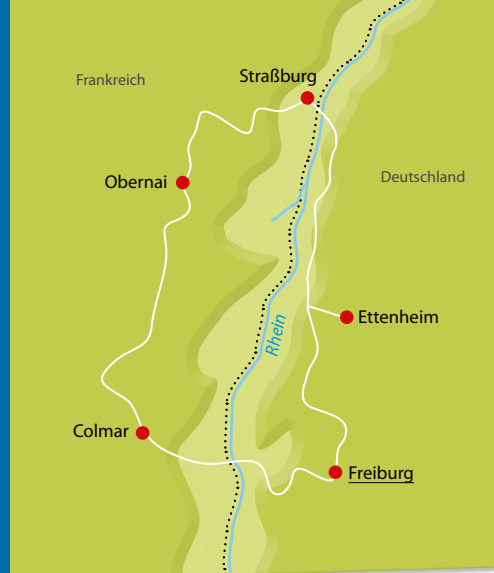 Straßburg
Frankreich
Deutschland
Obernai
Ettenheim
Rhein
Colmar
Freiburg